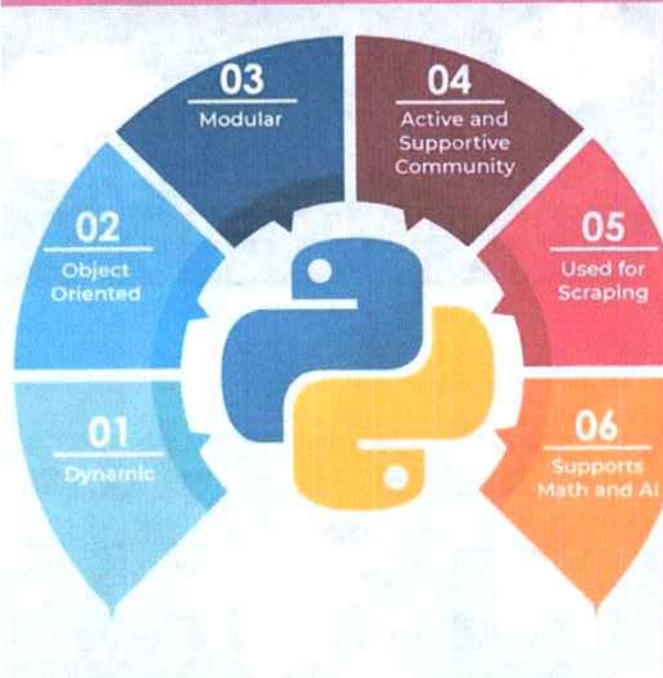 01
Dynamic
02
Object
Oriented
03
Modular
04
Active and
Supportive
Community
05
Used for
Scraping
06
Supports
Math and AI